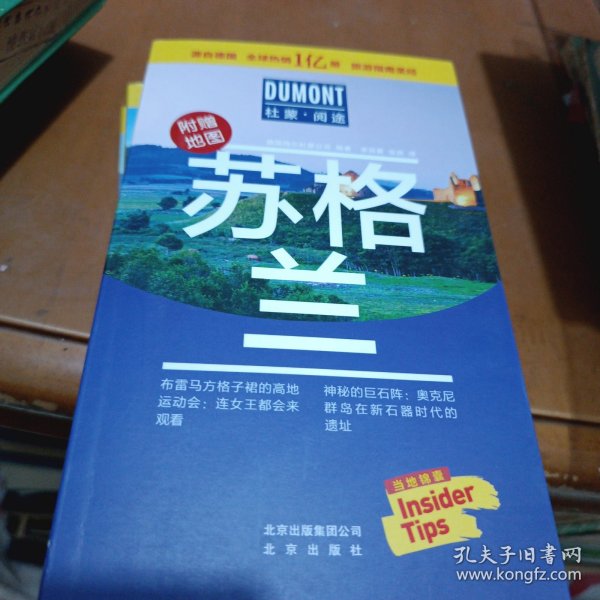 源自德国 全球热销1亿册 旅游指南圣经
DUMONT
杜蒙·阅途
附赠
地图
苏格
兰
布雷马方格子裙的高地
运动会：连女王都会来
观看
神秘的巨石阵：奥克尼
群岛在新石器时代的
遗址
当地锦囊
Insider
Tips
北京出版集团公司
北京出版社
孔夫子旧书网
www.kongfz.com